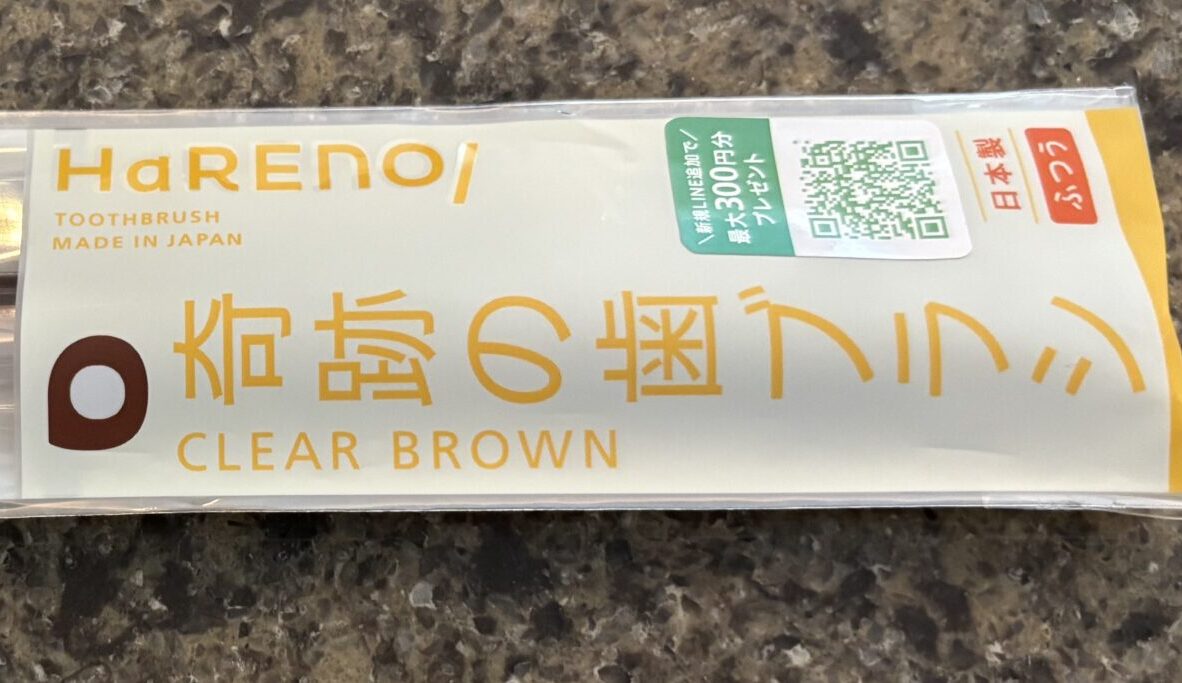 HaRENO/
TOOTHBRUSH
MADE IN JAPAN
奇跡の歯ブラシ
CLEAR BROWN
\新規LINE追加で/
最大300円分
プレゼント
日本製
ふつう